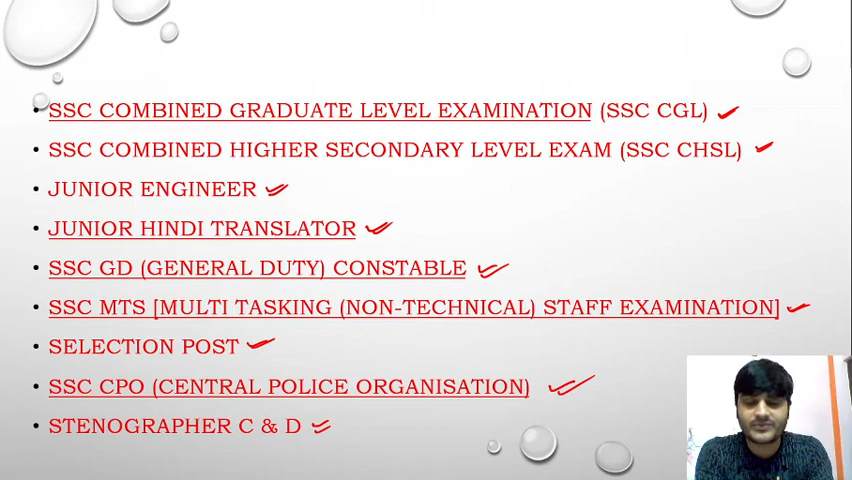 SSC COMBINED GRADUATE LEVEL EXAMINATION (SSC CGL)
SSC COMBINED HIGHER SECONDARY LEVEL EXAM (SSC CHSL)
JUNIOR ENGINEER
JUNIOR HINDI TRANSLATOR
SSC GD (GENERAL DUTY) CONSTABLE
SSC MTS [MULTI TASKING (NON-TECHNICAL) STAFF EXAMINATION]
SELECTION POST
SSC CPO (CENTRAL POLICE ORGANISATION)
STENOGRAPHER C & D